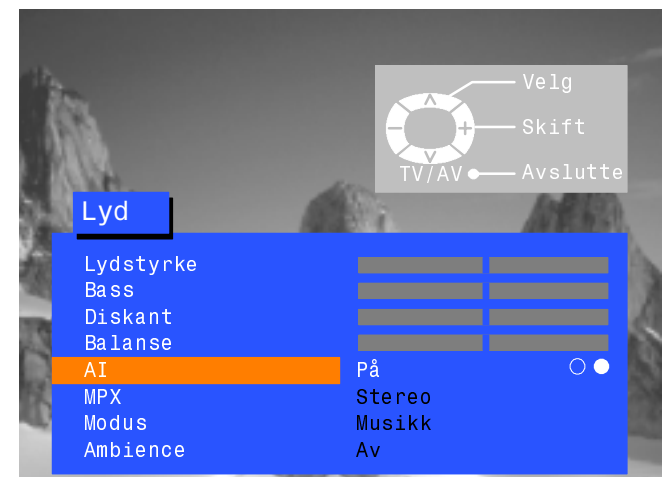 Velg
Skift
TV/AV Avslutte
Lyd
Lydstyrke
Bass
Diskant
Balanse
AI På
MPX Stereo
Modus Musikk
Ambience Av